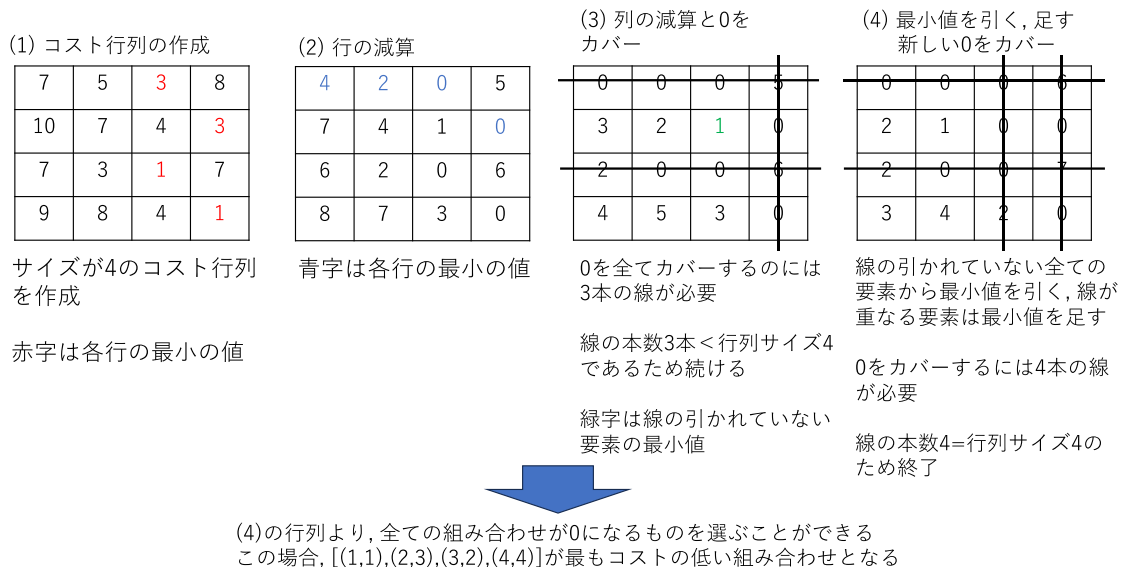 (1) コスト行列の作成
7 5 3 8
10 7 4 3
7 3 1 7
9 8 4 1
サイズが4のコスト行列
を作成
赤字は各行の最小の値
(2) 行の減算
4 2 0 5
7 4 1 0
6 2 0 6
8 7 3 0
青字は各行の最小の値
(3) 列の減算と0を
カバー
0 0 0 5
3 2 1 0
2 0 0 6
4 5 3 0
0を全てカバーするのには
3本の線が必要
線の本数3本＜行列サイズ4
であるため続ける
緑字は線の引かれていない
要素の最小値
(4) 最小値を引く, 足す
新しい0をカバー
0 0 0 6
2 1 0 0
2 0 0 7
3 4 2 0
線の引かれていない全ての
要素から最小値を引く, 線が
重なる要素は最小値を足す
0をカバーするには4本の線
が必要
線の本数4=行列サイズ4の
ため終了
(4)の行列より, 全ての組み合わせが0になるものを選ぶことができる
この場合, [(1,1),(2,3),(3,2),(4,4)]が最もコストの低い組み合わせとなる